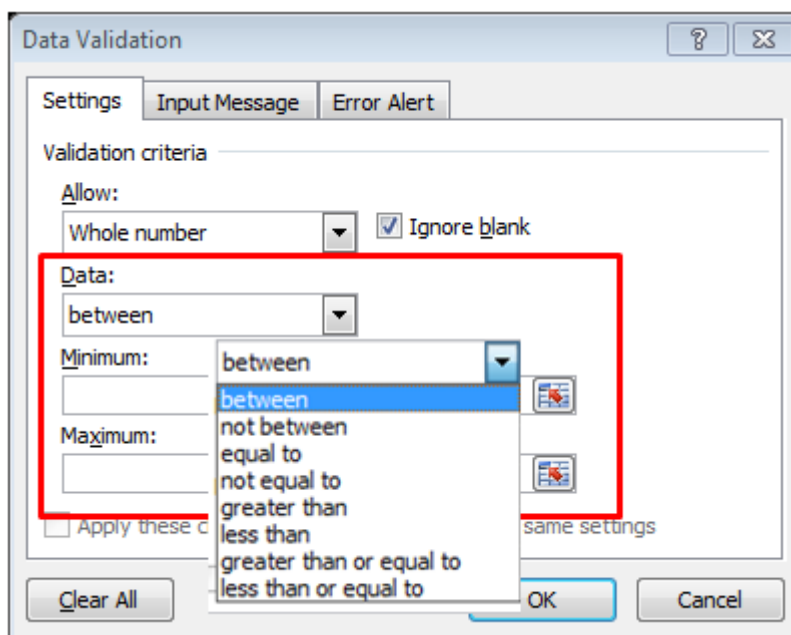 Data Validation
Settings Input Message Error Alert
Validation criteria
Allow:
Whole number Ignore blank
Data:
between
Minimum:
between
between
not between
Maximum:
equal to
not equal to
greater than
less than
greater than or equal to
less than or equal to
Apply these c same settings
Clear All OK Cancel